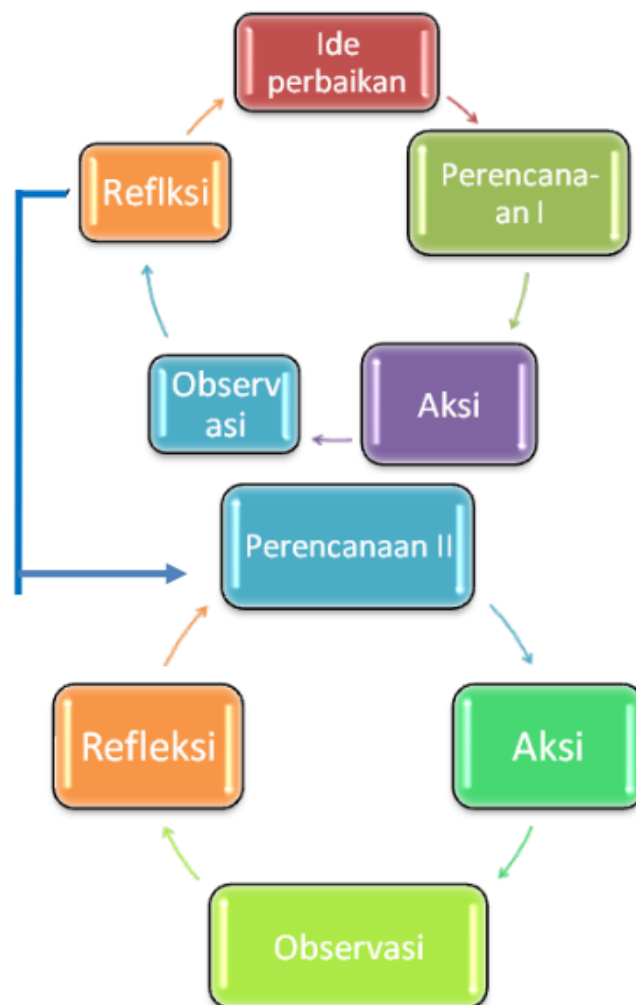 Ide
perbaikan
Perencana-
an I
Aksi
Observ
asi
Reflksi
Perencanaan II
Aksi
Observasi
Refleksi